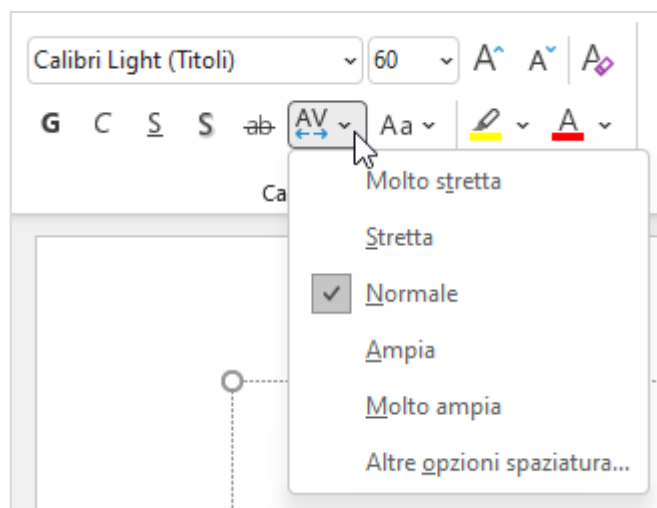 Calibri Light (Titoli) 60 A A A
G C S S ab AV Aa A
Ca
Molto stretta
Stretta
Normale
Ampia
Molto ampia
Altre opzioni spaziatura...